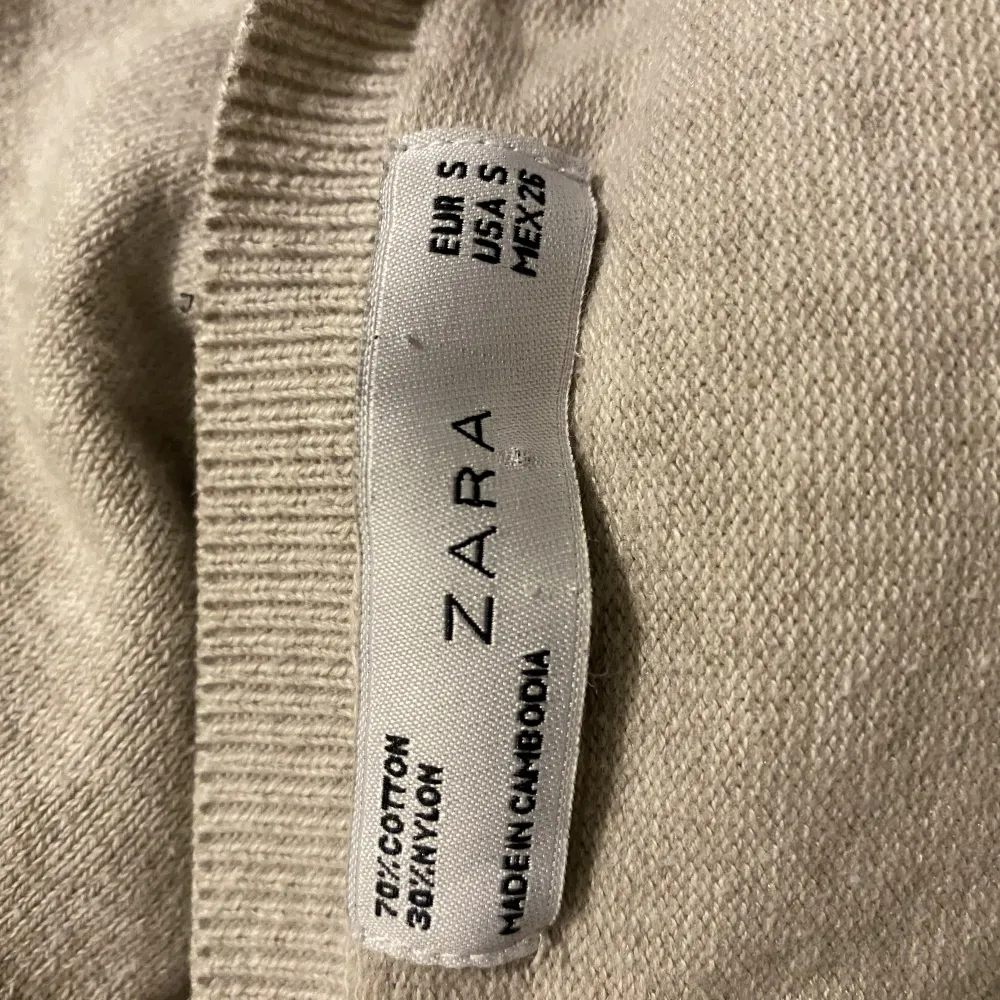 70% COTTON
30% NYLON
MADE IN CAMBODIA
ZARA
EUR S
USA S
MEX 26